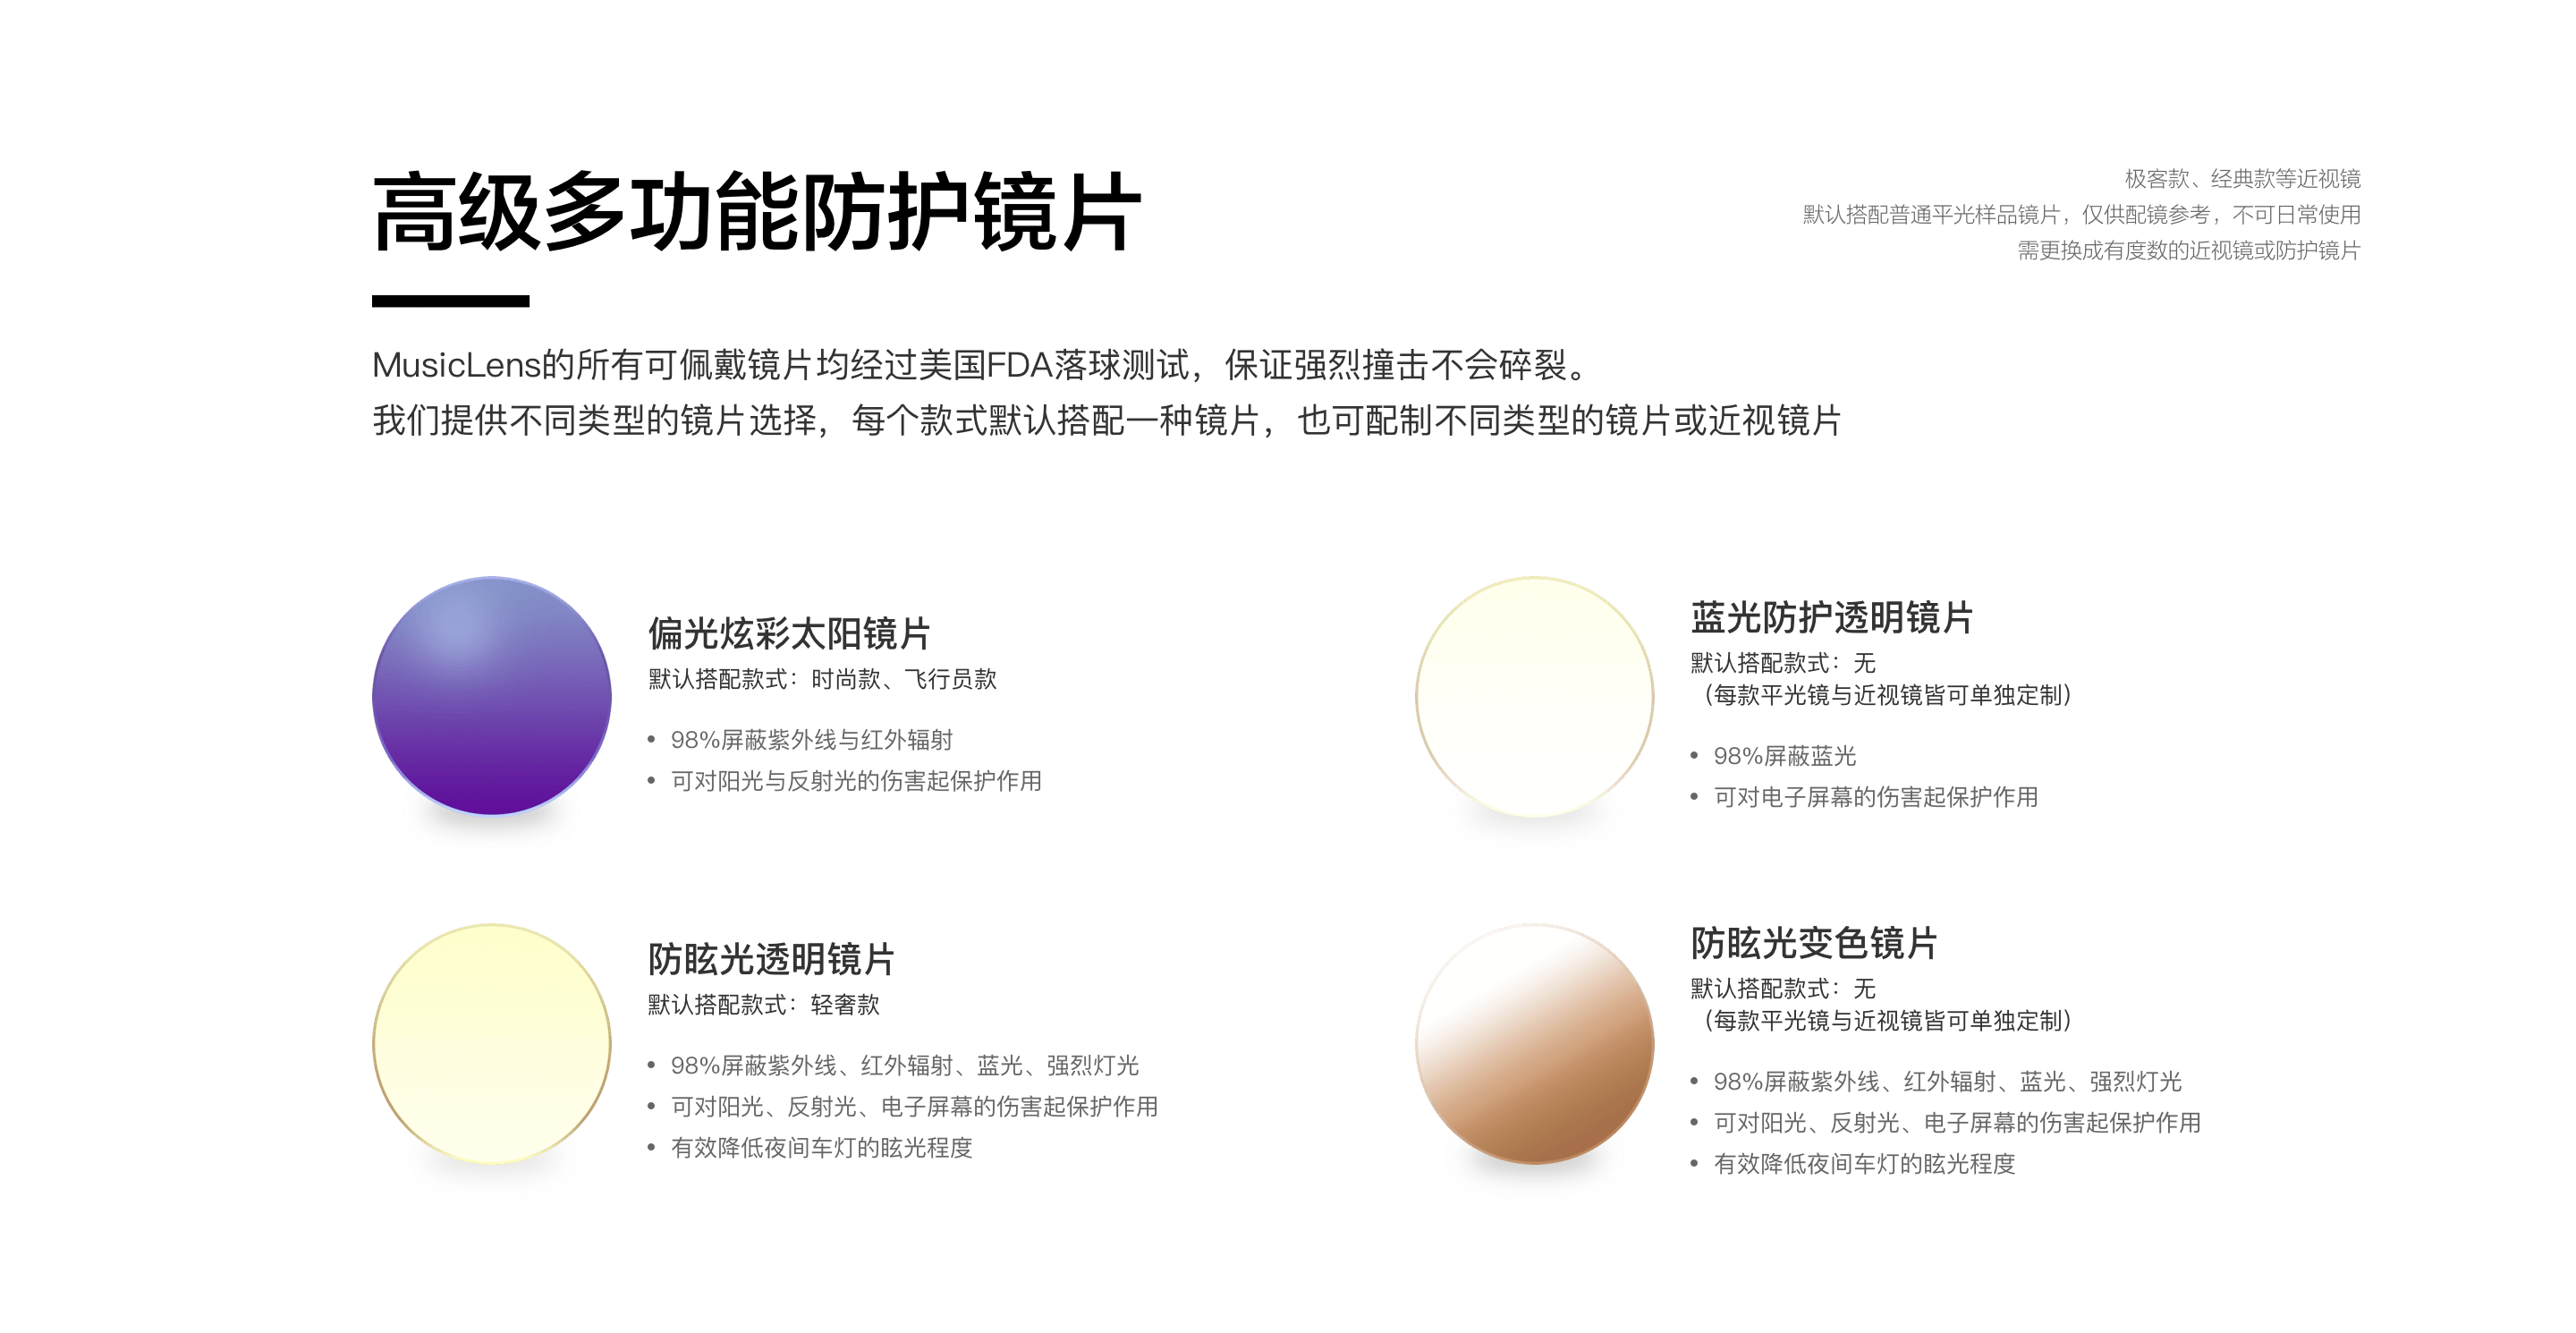 高级多功能防护镜片
极客款、经典款等近视镜
默认搭配普通平光样品镜片，仅供配镜参考，不可日常使用
需更换成有度数的近视镜或防护镜片
MusicLens的所有可佩戴镜片均经过美国FDA落球测试，保证强烈撞击不会碎裂。
我们提供不同类型的镜片选择，每个款式默认搭配一种镜片，也可配制不同类型的镜片或近视镜片
偏光炫彩太阳镜片
默认搭配款式：时尚款、飞行员款
• 98%屏蔽紫外线与红外辐射
• 可对阳光与反射光的伤害起保护作用
蓝光防护透明镜片
默认搭配款式：无
（每款平光镜与近视镜皆可单独定制）
• 98%屏蔽蓝光
• 可对电子屏幕的伤害起保护作用
防眩光透明镜片
默认搭配款式：轻奢款
• 98%屏蔽紫外线、红外辐射、蓝光、强烈灯光
• 可对阳光、反射光、电子屏幕的伤害起保护作用
• 有效降低夜间车灯的眩光程度
防眩光变色镜片
默认搭配款式：无
（每款平光镜与近视镜皆可单独定制）
• 98%屏蔽紫外线、红外辐射、蓝光、强烈灯光
• 可对阳光、反射光、电子屏幕的伤害起保护作用
• 有效降低夜间车灯的眩光程度